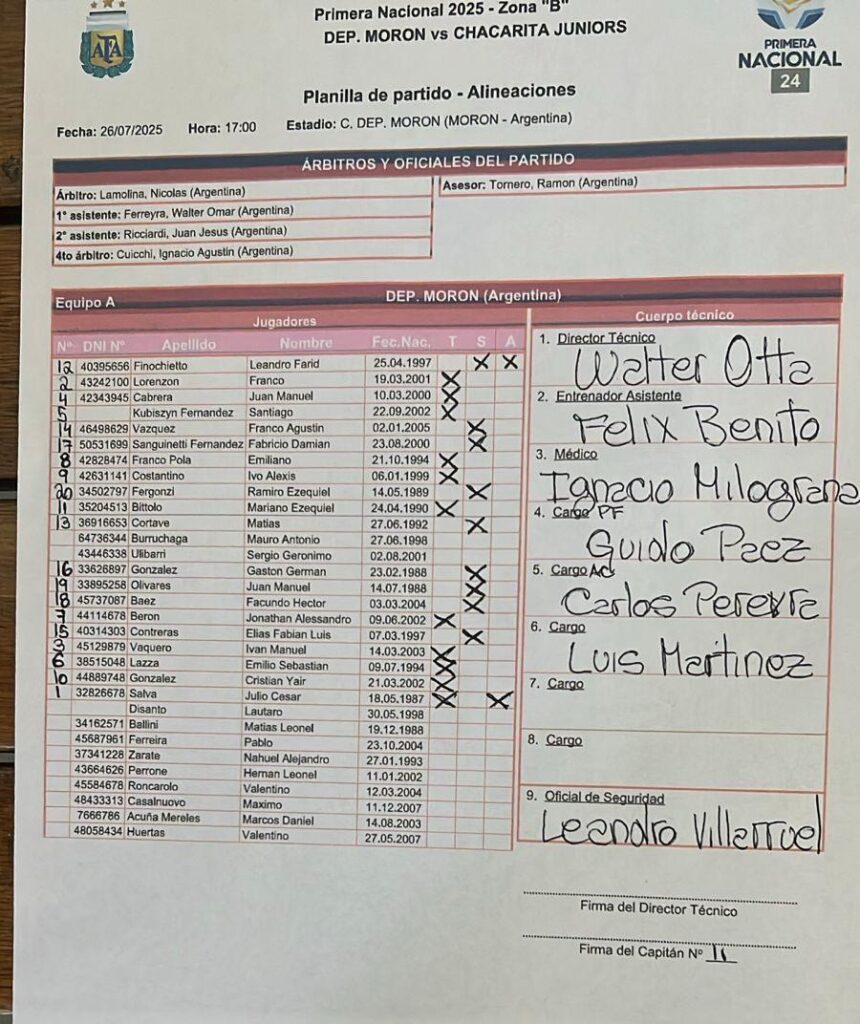 AFA
Primera Nacional 2025 - Zona "B"
DEP. MORON vs CHACARITA JUNIORS
PRIMERA
NACIONAL
24
Planilla de partido - Alineaciones
Fecha: 26/07/2025 Hora: 17:00 Estadio: C. DEP. MORON (MORON - Argentina)
ÁRBITROS Y OFICIALES DEL PARTIDO
Árbitro: Lamolina, Nicolas (Argentina)
Asesor: Tornero, Ramon (Argentina)
1° asistente: Ferreyra, Walter Omar (Argentina)
2° asistente: Ricciardi, Juan Jesus (Argentina)
4to árbitro: Cuicchi, Ignacio Agustin (Argentina)
Equipo A DEP. MORON (Argentina)
Jugadores
Nº DNI Nº Apellido Nombre Fec.Nac. T S A
12 40395656 Finochietto Leandro Farid 25.04.1997 X X
2 43242100 Lorenzon Franco 19.03.2001 X
4 42343945 Cabrera Juan Manuel 10.03.2000 X
5 Kubiszyn Fernandez Santiago 22.09.2002 X
14 46498629 Vazquez Franco Agustin 02.01.2005 X
17 50531699 Sanguinetti Fernandez Fabricio Damian 23.08.2000 X
8 42828474 Franco Pola Emiliano 21.10.1994 X
9 42631141 Costantino Ivo Alexis 06.01.1999 X
20 34502797 Fergonzi Ramiro Ezequiel 14.05.1989 X
11 35204513 Bittolo Mariano Ezequiel 24.04.1990 X
13 36916653 Cortave Matias 27.06.1992 X
64736344 Burruchaga Mauro Antonio 27.06.1998
43446338 Ulibarri Sergio Geronimo 02.08.2001
16 33626897 Gonzalez Gaston German 23.02.1988 X
19 33895258 Olivares Juan Manuel 14.07.1988 X
18 45737087 Baez Facundo Hector 03.03.2004 X
7 44114678 Beron Jonathan Alessandro 09.06.2002 X
15 40314303 Contreras Elias Fabian Luis 07.03.1997 X
3 45129879 Vaquero Ivan Manuel 14.03.2003 X
6 38515048 Lazza Emilio Sebastian 09.07.1994 X
10 44889748 Gonzalez Cristian Yair 21.03.2002 X
1 32826678 Salva Julio Cesar 18.05.1987 X X
Disanto Lautaro 30.05.1998
34162571 Ballini Matias Leonel 19.12.1988
45687961 Ferreira Pablo 23.10.2004
37341228 Zarate Nahuel Alejandro 27.01.1993
43664626 Perrone Hernan Leonel 11.01.2002
45584678 Roncarolo Valentino 12.03.2004
48433313 Casalnuovo Maximo 11.12.2007
7666786 Acuña Mereles Marcos Daniel 14.08.2003
48058434 Huertas Valentino 27.05.2007
Cuerpo técnico
1. Director Técnico
Walter Otta
2. Entrenador Asistente
Felix Benito
3. Médico
Ignacio Milograna
4. Cargo PF
Guido Paez
5. Cargo AC
Carlos Pereyra
6. Cargo
Luis Martinez
7. Cargo
8. Cargo
9. Oficial de Seguridad
Leandro Villarruel
Firma del Director Técnico
Firma del Capitán Nº 11